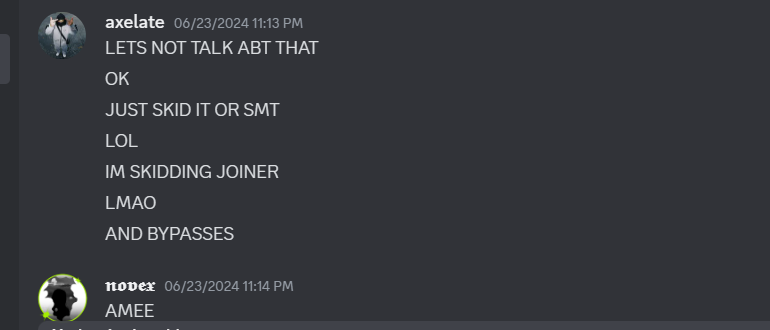 axelate 06/23/2024 11:13 PM
LETS NOT TALK ABT THAT
OK
JUST SKID IT OR SMT
LOL
IM SKIDDING JOINER
LMAO
AND BYPASSES
𝖓𝖔𝖛𝖊𝖝 06/23/2024 11:14 PM
AMEE